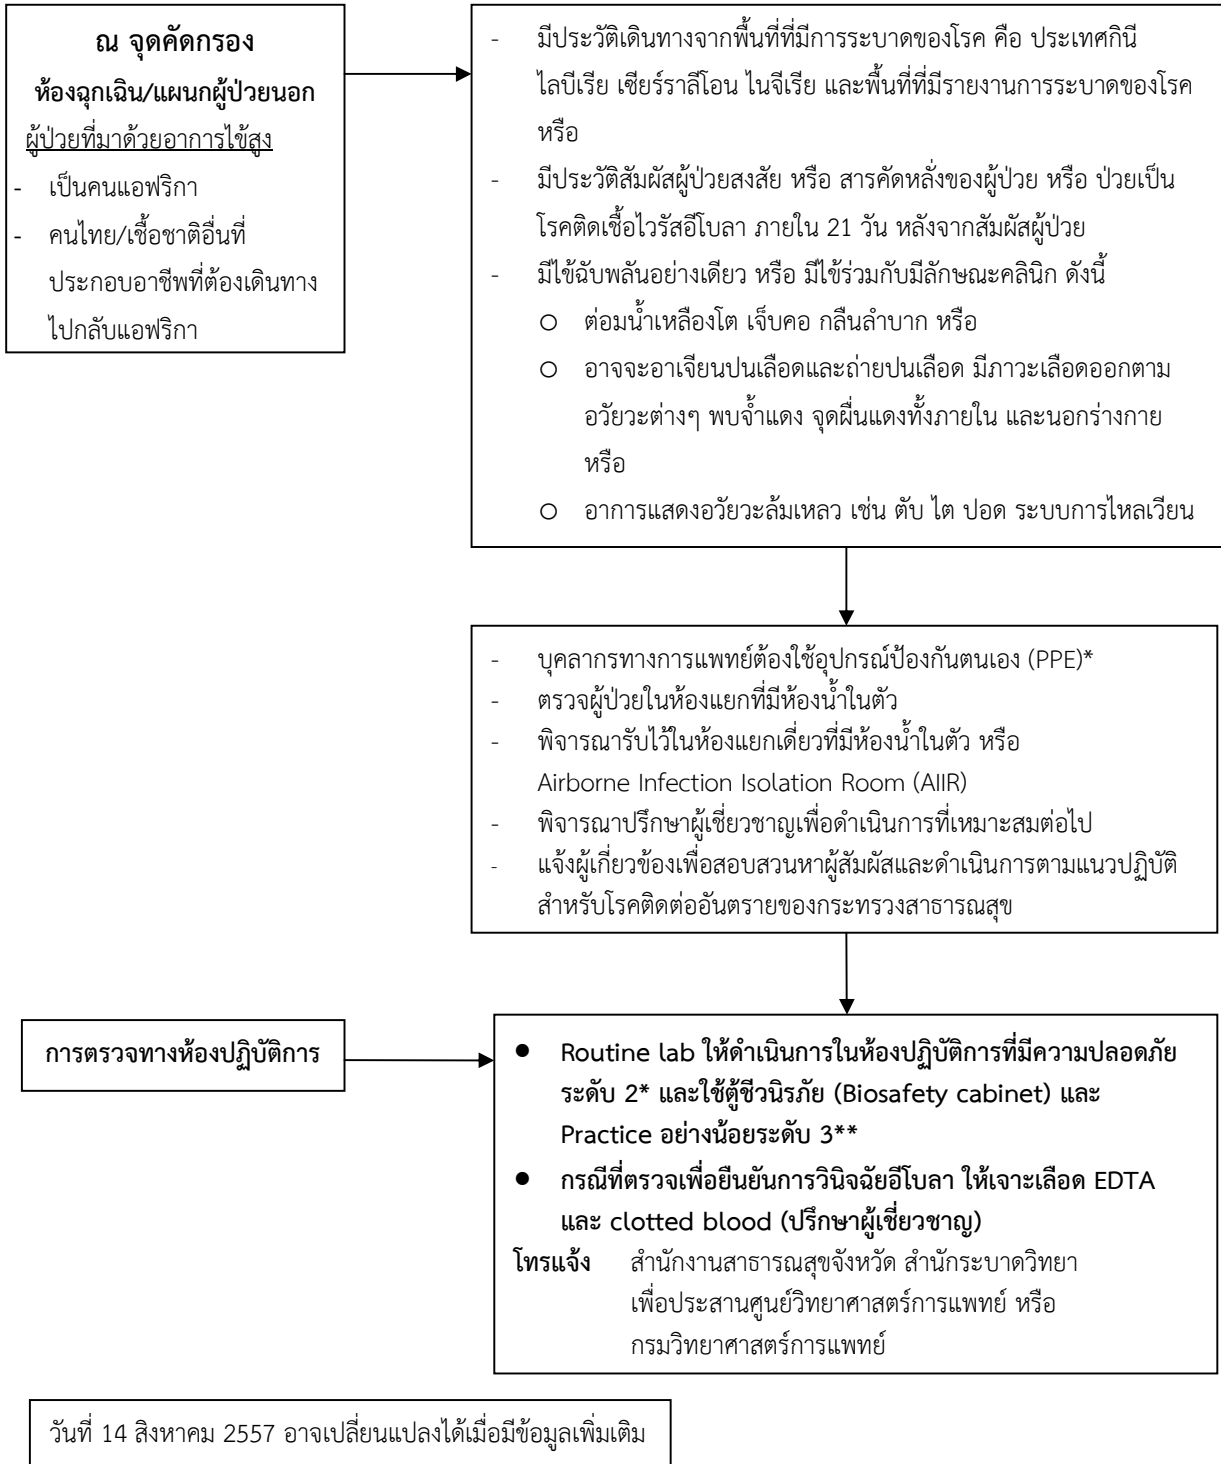 ณ จุดคัดกรอง
ห้องฉุกเฉิน/แผนกผู้ป่วยนอก
ผู้ป่วยที่มาด้วยอาการไข้สูง
- เป็นคนแอฟริกา
- คนไทย/เชื้อชาติอื่นที่
ประกอบอาชีพที่ต้องเดินทาง
ไปกลับแอฟริกา
- มีประวัติเดินทางจากพื้นที่ที่มีการระบาดของโรค คือ ประเทศกินี
ไลบีเรีย เซียร์ราลีโอน ไนจีเรีย และพื้นที่ที่มีรายงานการระบาดของโรค
หรือ
- มีประวัติสัมผัสผู้ป่วยสงสัย หรือ สารคัดหลั่งของผู้ป่วย หรือ ป่วยเป็น
โรคติดเชื้อไวรัสอีโบลา ภายใน 21 วัน หลังจากสัมผัสผู้ป่วย
- มีไข้ฉับพลันอย่างเดียว หรือ มีไข้ร่วมกับมีลักษณะคลินิก ดังนี้
o ต่อมน้ำเหลืองโต เจ็บคอ กลืนลำบาก หรือ
o อาจจะอาเจียนปนเลือดและถ่ายปนเลือด มีภาวะเลือดออกตาม
อวัยวะต่างๆ พบจ้ำแดง จุดผื่นแดงทั้งภายใน และนอกร่างกาย
หรือ
o อาการแสดงอวัยวะล้มเหลว เช่น ตับ ไต ปอด ระบบการไหลเวียน
- บุคลากรทางการแพทย์ต้องใช้อุปกรณ์ป้องกันตนเอง (PPE)*
- ตรวจผู้ป่วยในห้องแยกที่มีห้องน้ำในตัว
- พิจารณารับไว้ในห้องแยกเดี่ยวที่มีห้องน้ำในตัว หรือ
Airborne Infection Isolation Room (AIIR)
- พิจารณาปรึกษาผู้เชี่ยวชาญเพื่อดำเนินการที่เหมาะสมต่อไป
- แจ้งผู้เกี่ยวข้องเพื่อสอบสวนหาผู้สัมผัสและดำเนินการตามแนวปฏิบัติ
สำหรับโรคติดต่ออันตรายของกระทรวงสาธารณสุข
การตรวจทางห้องปฏิบัติการ
● Routine lab ให้ดำเนินการในห้องปฏิบัติการที่มีความปลอดภัย
ระดับ 2* และใช้ตู้ชีวนิรภัย (Biosafety cabinet) และ
Practice อย่างน้อยระดับ 3**
● กรณีที่ตรวจเพื่อยืนยันการวินิจฉัยอีโบลา ให้เจาะเลือด EDTA
และ clotted blood (ปรึกษาผู้เชี่ยวชาญ)
โทรแจ้ง สำนักงานสาธารณสุขจังหวัด สำนักระบาดวิทยา
เพื่อประสานศูนย์วิทยาศาสตร์การแพทย์ หรือ
กรมวิทยาศาสตร์การแพทย์
วันที่ 14 สิงหาคม 2557 อาจเปลี่ยนแปลงได้เมื่อมีข้อมูลเพิ่มเติม